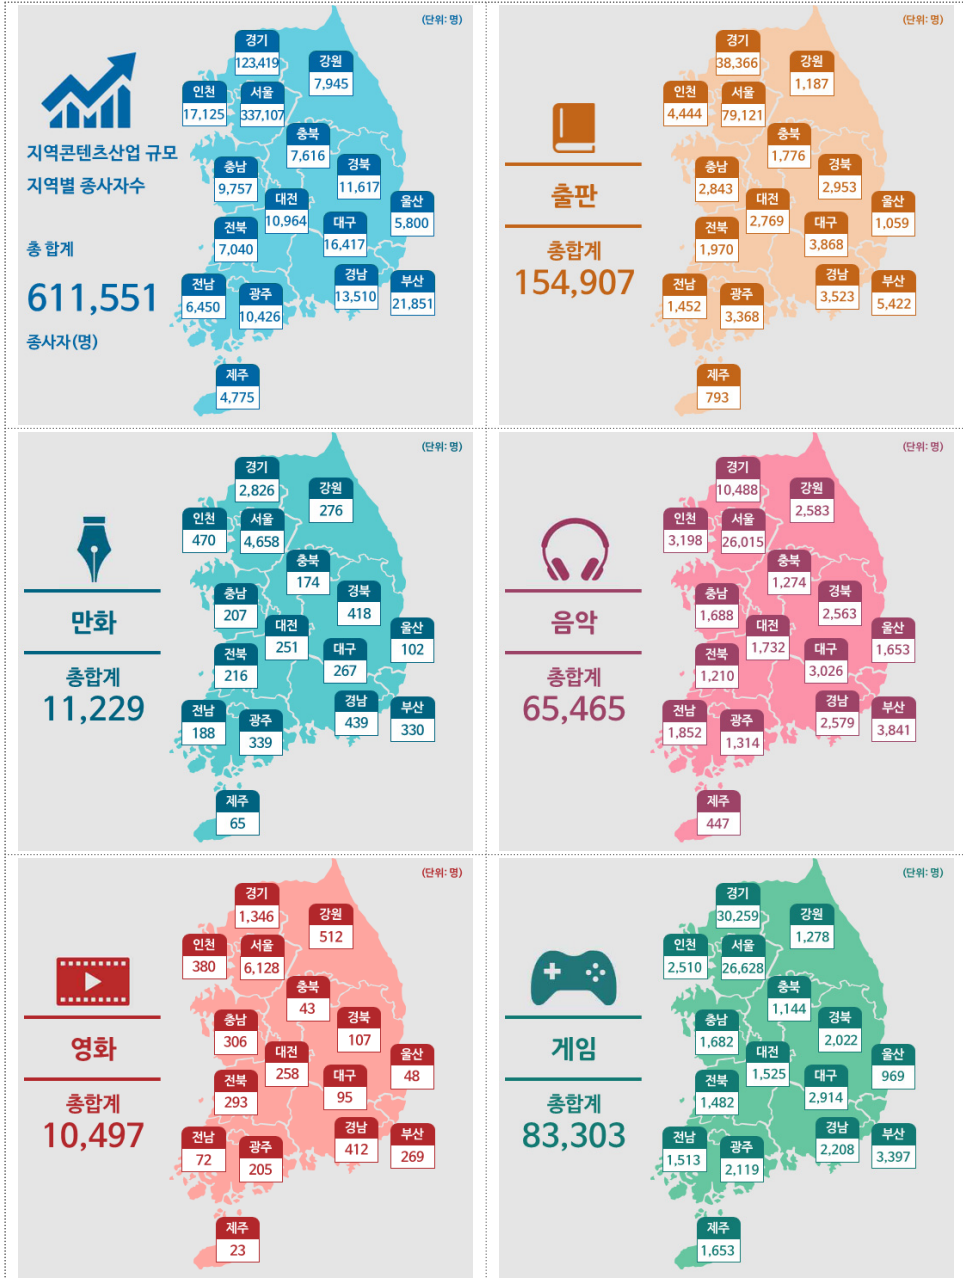 (단위: 명)
지역콘텐츠산업 규모
지역별 종사자수
총 합계
611,551
종사자(명)
경기
123,419
강원
7,945
인천
17,125
서울
337,107
충북
7,616
충남
9,757
경북
11,617
대전
10,964
울산
5,800
전북
7,040
대구
16,417
전남
6,450
광주
10,426
경남
13,510
부산
21,851
제주
4,775
(단위: 명)
출판
총합계
154,907
경기
38,366
강원
1,187
인천
4,444
서울
79,121
충북
1,776
충남
2,843
경북
2,953
대전
2,769
울산
1,059
전북
1,970
대구
3,868
전남
1,452
광주
3,368
경남
3,523
부산
5,422
제주
793
(단위: 명)
만화
총합계
11,229
경기
2,826
강원
276
인천
470
서울
4,658
충북
174
충남
207
경북
418
대전
251
울산
102
전북
216
대구
267
전남
188
광주
339
경남
439
부산
330
제주
65
(단위: 명)
음악
총합계
65,465
경기
10,488
강원
2,583
인천
3,198
서울
26,015
충북
1,274
충남
1,688
경북
2,563
대전
1,732
울산
1,653
전북
1,210
대구
3,026
전남
1,852
광주
1,314
경남
2,579
부산
3,841
제주
447
(단위: 명)
영화
총합계
10,497
경기
1,346
강원
512
인천
380
서울
6,128
충북
43
충남
306
경북
107
대전
258
울산
48
전북
293
대구
95
전남
72
광주
205
경남
412
부산
269
제주
23
(단위: 명)
게임
총합계
83,303
경기
30,259
강원
1,278
인천
2,510
서울
26,628
충북
1,144
충남
1,682
경북
2,022
대전
1,525
울산
969
전북
1,482
대구
2,914
전남
1,513
광주
2,119
경남
2,208
부산
3,397
제주
1,653